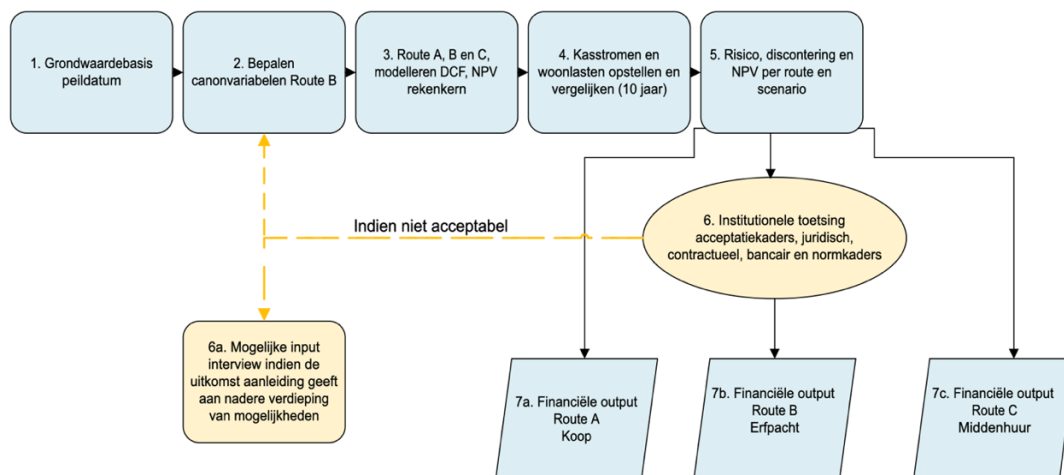 1. Grondwaardebasis
peildatum
2. Bepalen
canonvariabelen Route B
3. Route A, B en C,
modelleren DCF, NPV
rekenkern
4. Kasstromen en
woonlasten opstellen en
vergelijken (10 jaar)
5. Risico, discontering en
NPV per route en
scenario
Indien niet acceptabel
6. Institutionele toetsing
acceptatiekaders, juridisch,
contractueel, bancair en normkaders
6a. Mogelijke input
interview indien de
uitkomst aanleiding geeft
aan nadere verdieping
van mogelijkheden
7a. Financiële output
Route A
Koop
7b. Financiële output
Route B
Erfpacht
7c. Financiële output
Route C
Middenhuur